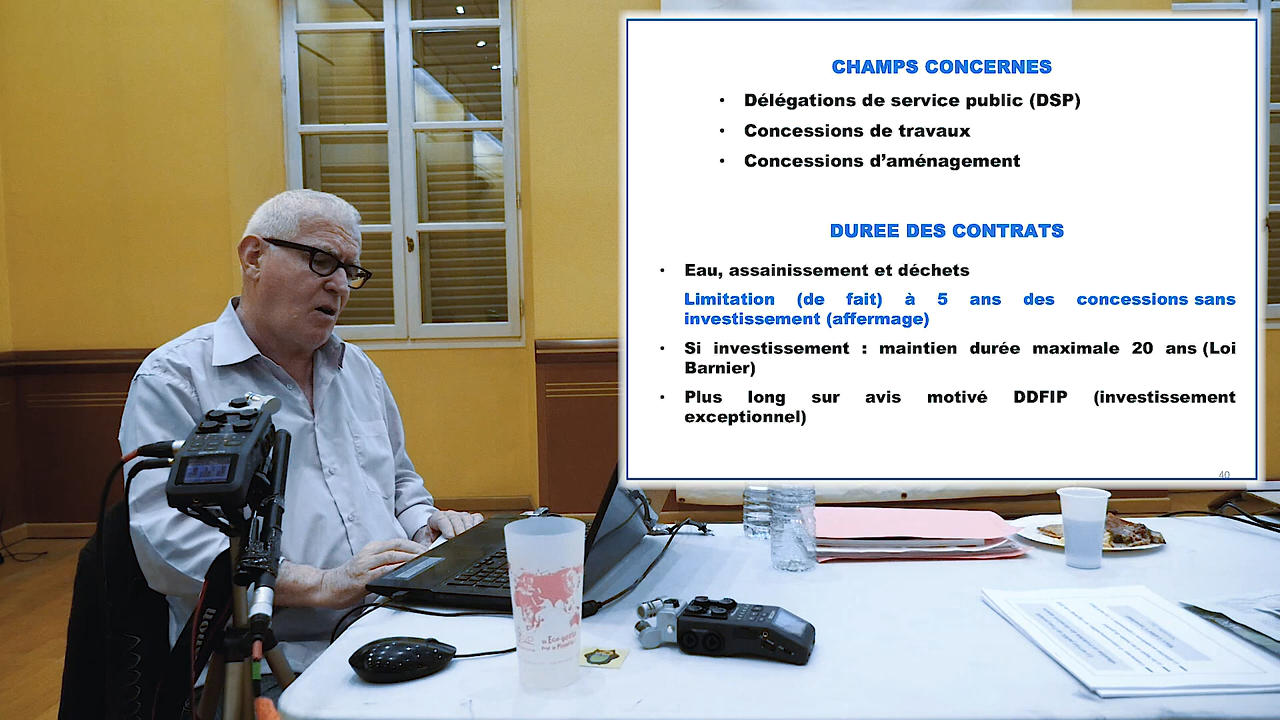 CHAMPS CONCERNES
• Délégations de service public (DSP)
• Concessions de travaux
• Concessions d’aménagement
DUREE DES CONTRATS
• Eau, assainissement et déchets
Limitation (de fait) à 5 ans des concessions sans
investissement (affermage)
• Si investissement : maintien durée maximale 20 ans (Loi
Barnier)
• Plus long sur avis motivé DDFIP (investissement
exceptionnel)
40